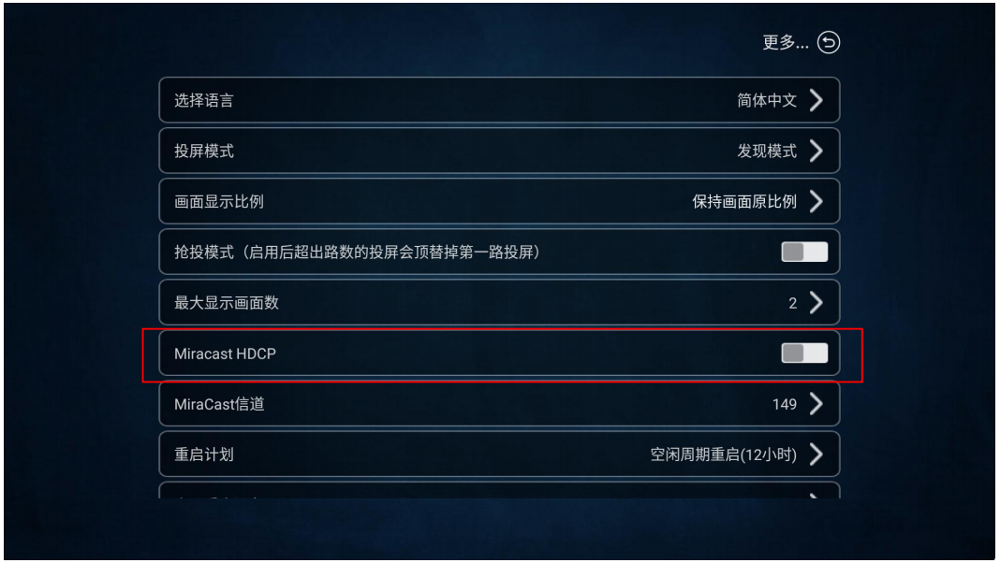 更多...
选择语言 简体中文
投屏模式 发现模式
画面显示比例 保持画面原比例
抢投模式（启用后超出路数的投屏会顶替掉第一路投屏）
最大显示画面数 2
Miracast HDCP
MiraCast信道 149
重启计划 空闲周期重启(12小时)